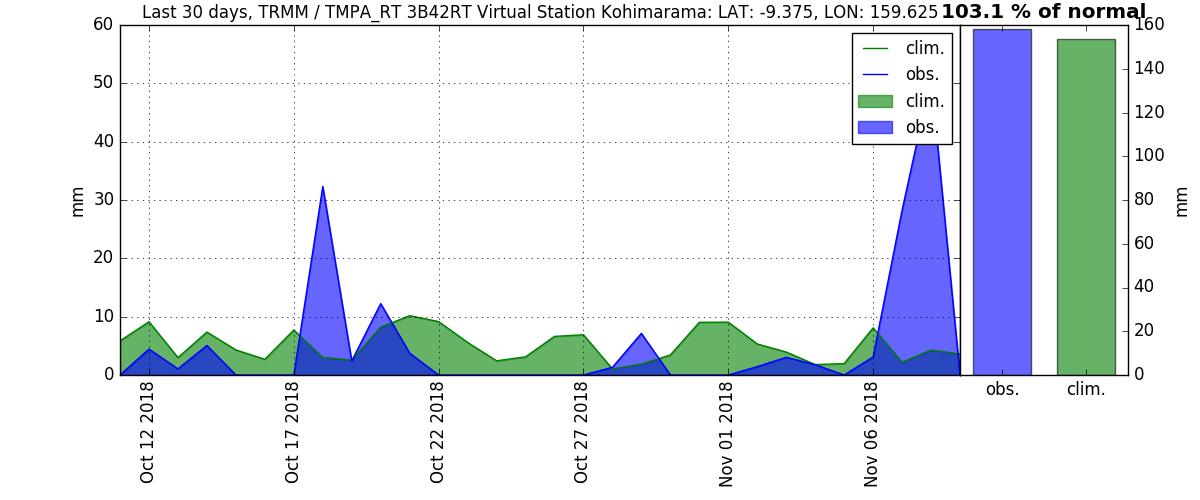 Last 30 days, TRMM / TMPA_RT 3B42RT Virtual Station Kohimarama: LAT: -9.375, LON: 159.625
103.1 % of normal
60
50
40
30
20
10
0
mm
clim.
obs.
clim.
obs.
160
140
120
100
80
60
40
20
0
mm
Oct 12 2018
Oct 17 2018
Oct 22 2018
Oct 27 2018
Nov 01 2018
Nov 06 2018
obs.
clim.